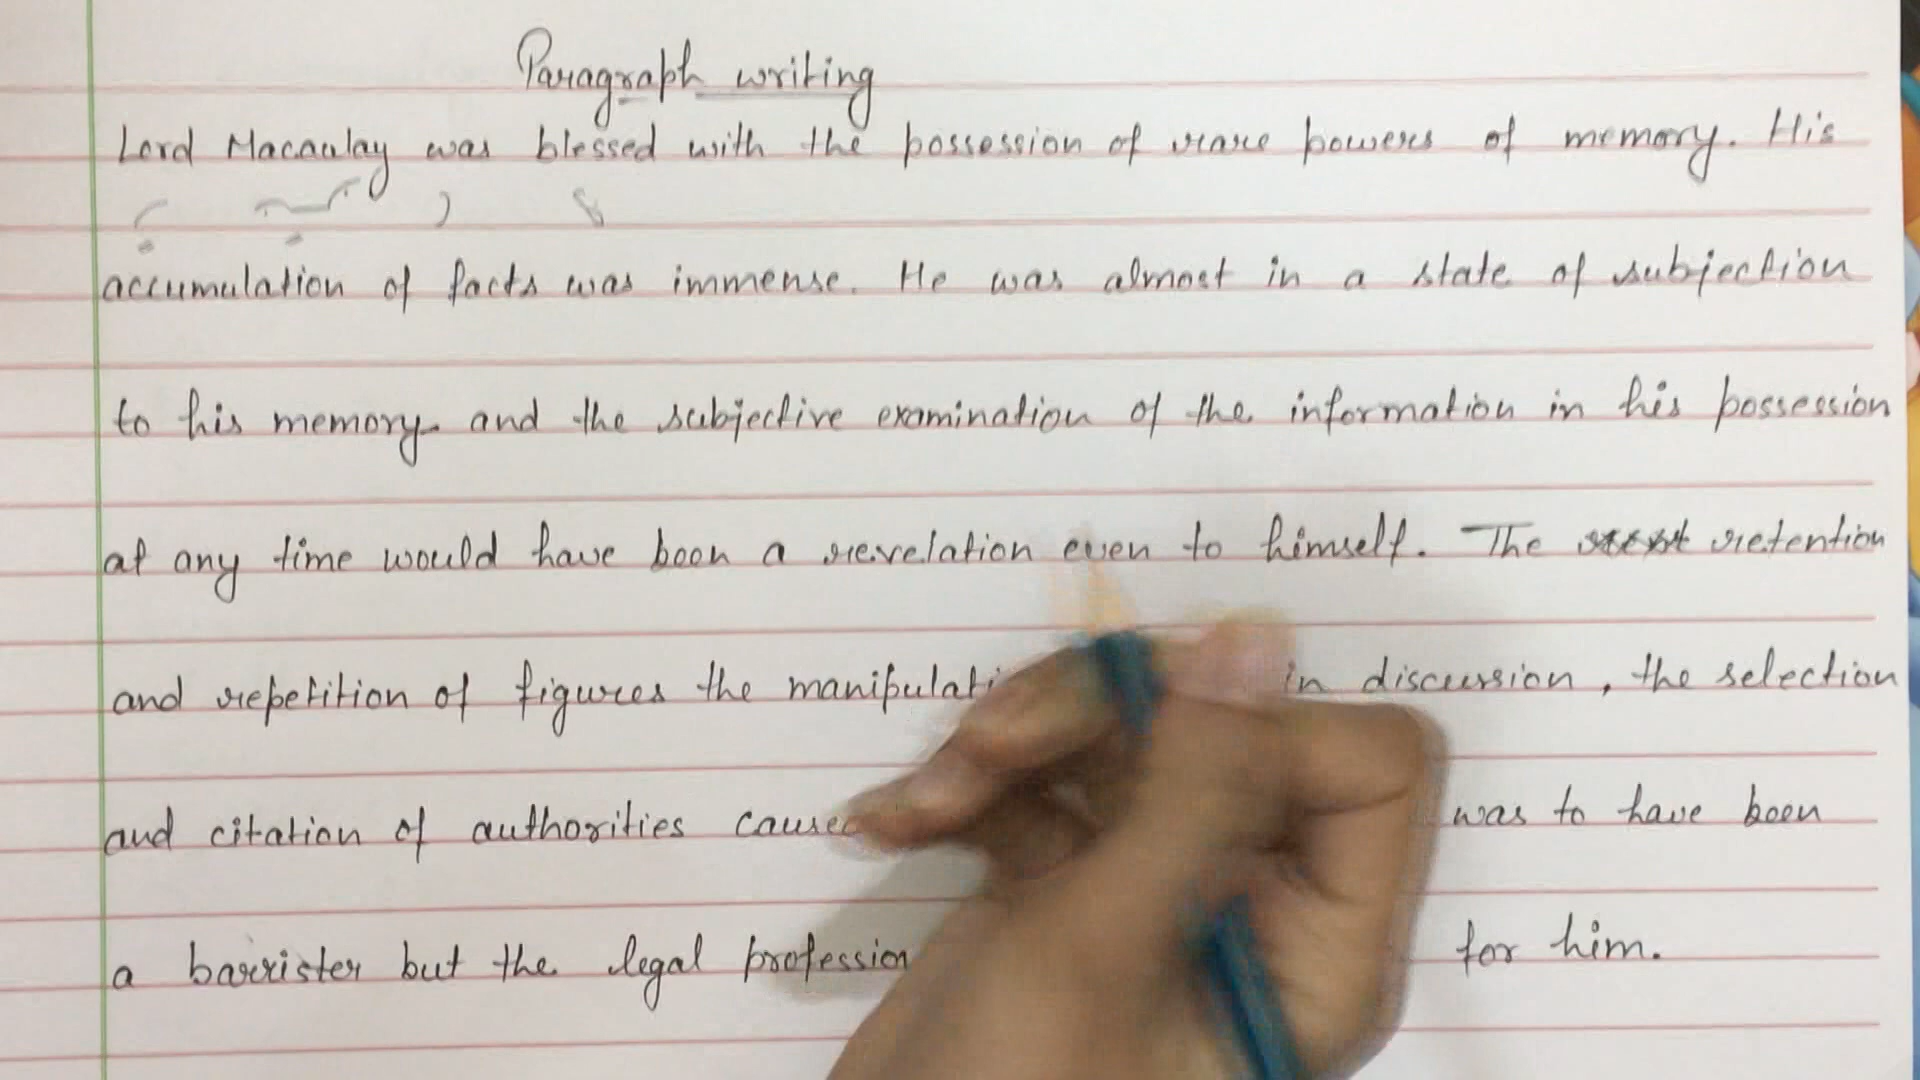 Paragraph writing
Lord Macaulay was blessed with the possession of rare powers of memory. His
accumulation of facts was immense. He was almost in a state of subjection
to his memory. and the subjective examination of the information in his possession
at any time would have been a revelation even to himself. The retention
and repetition of figures the in discussion, the selection
and citation of authorities was to have been
a barrister but the legal profession for him.